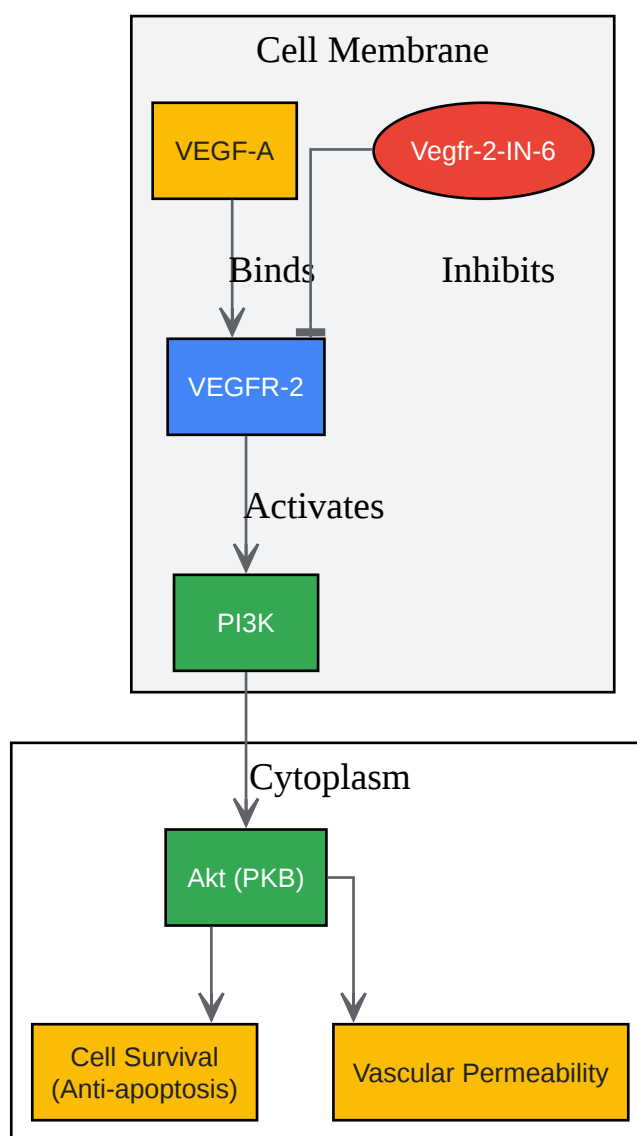 Cell Membrane
VEGF-A
Vegfr-2-IN-6
Binds
Inhibits
VEGFR-2
Activates
PI3K
Cytoplasm
Akt (PKB)
Cell Survival
(Anti-apoptosis)
Vascular Permeability